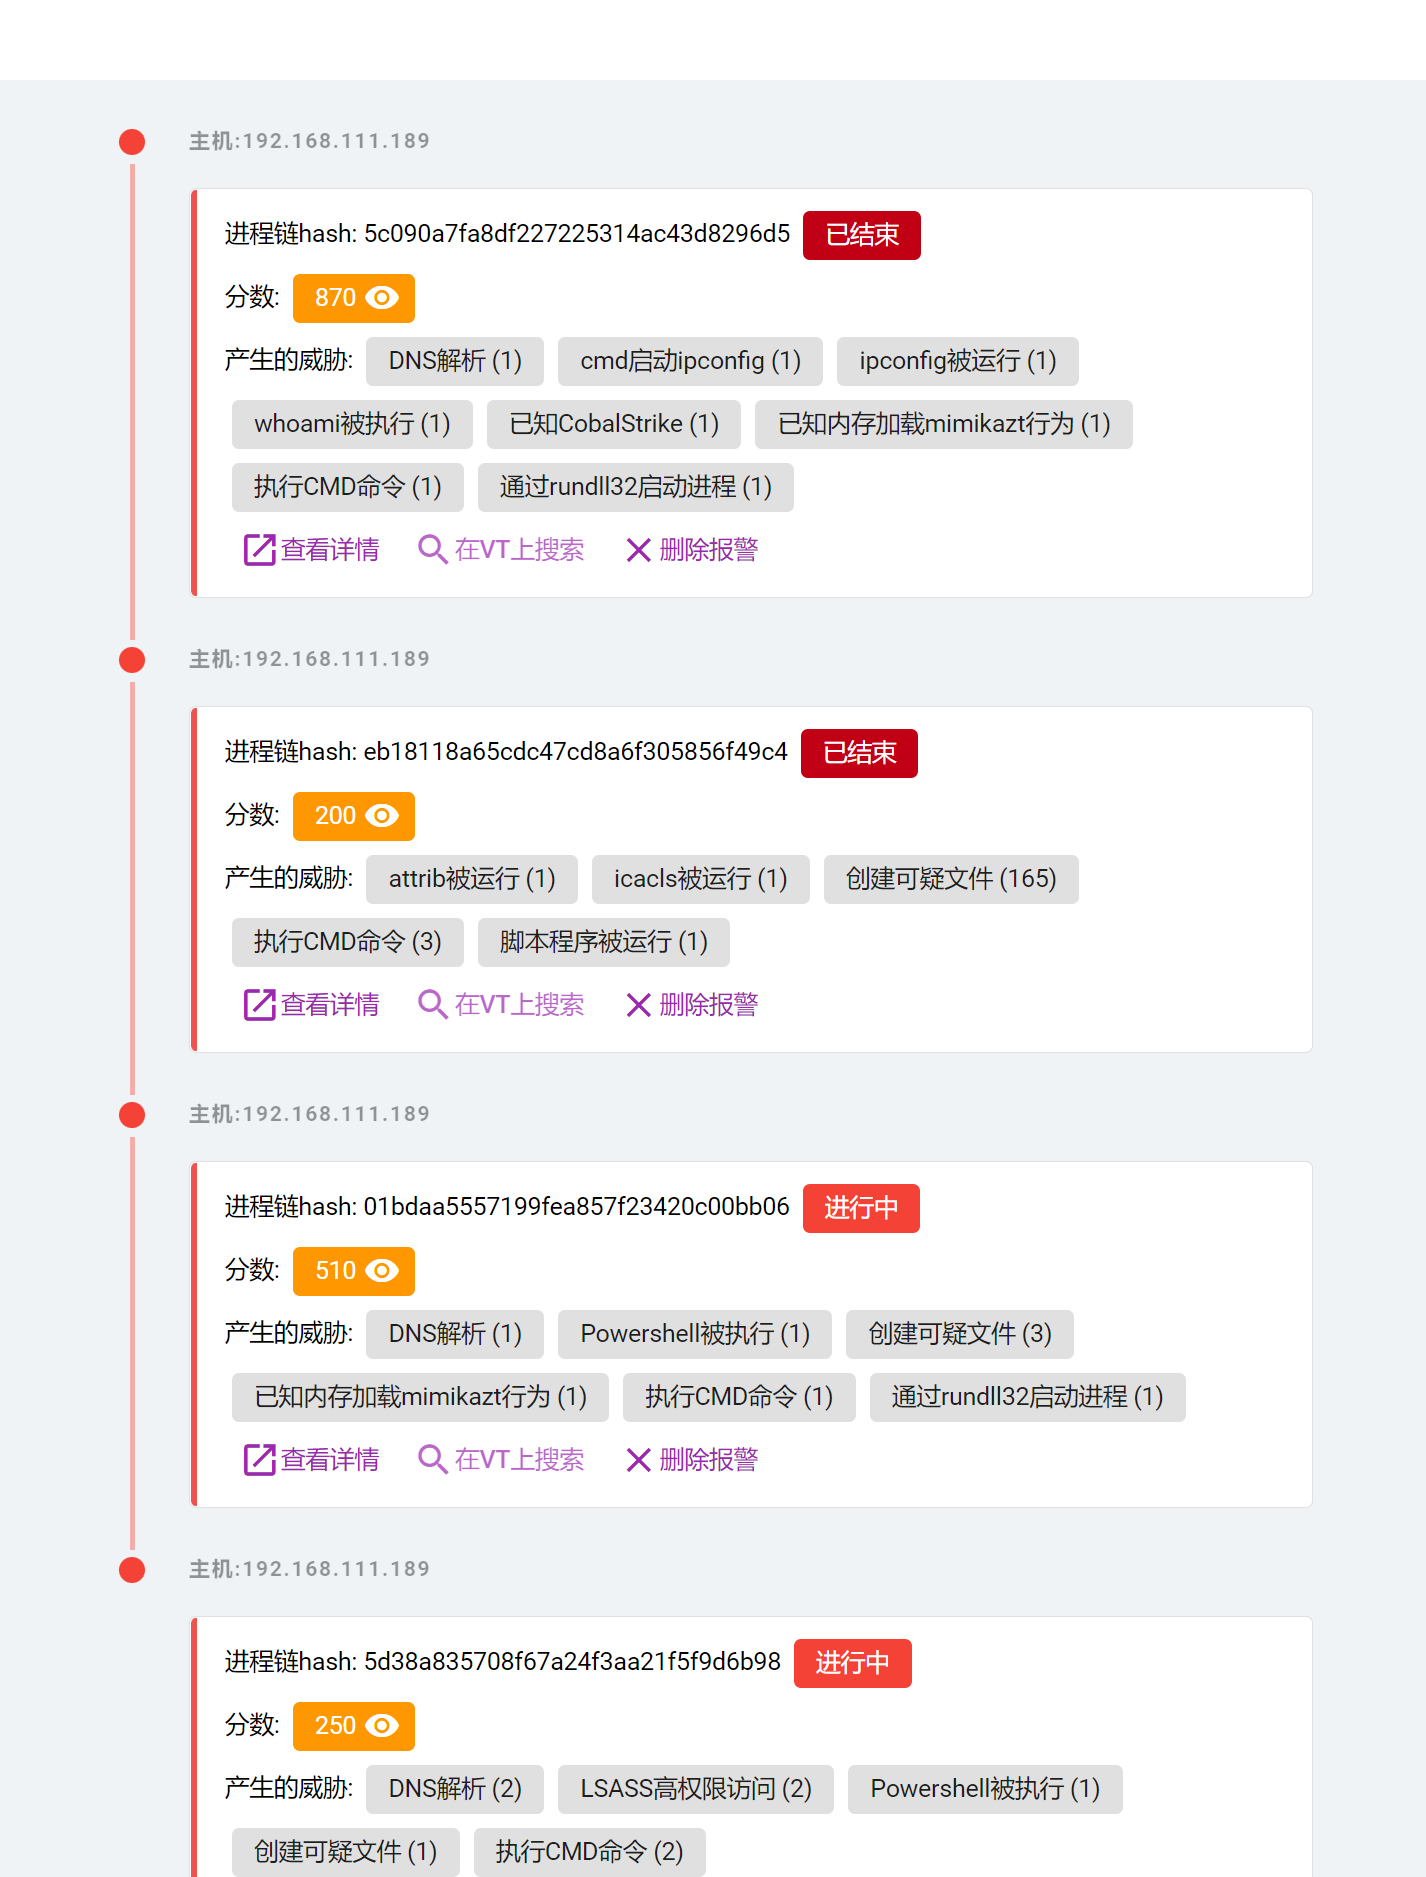 主机:192.168.111.189
进程链hash: 5c090a7fa8df227225314ac43d8296d5 已结束
分数: 870
产生的威胁: DNS解析 (1) cmd启动ipconfig (1) ipconfig被运行 (1)
whoami被执行 (1) 已知CobalStrike (1) 已知内存加载mimikazt行为 (1)
执行CMD命令 (1) 通过rundll32启动进程 (1)
查看详情 在VT上搜索 删除报警
主机:192.168.111.189
进程链hash: eb18118a65cdc47cd8a6f305856f49c4 已结束
分数: 200
产生的威胁: attrib被运行 (1) icacls被运行 (1) 创建可疑文件 (165)
执行CMD命令 (3) 脚本程序被运行 (1)
查看详情 在VT上搜索 删除报警
主机:192.168.111.189
进程链hash: 01bdaa5557199fea857f23420c00bb06 进行中
分数: 510
产生的威胁: DNS解析 (1) Powershell被执行 (1) 创建可疑文件 (3)
已知内存加载mimikazt行为 (1) 执行CMD命令 (1) 通过rundll32启动进程 (1)
查看详情 在VT上搜索 删除报警
主机:192.168.111.189
进程链hash: 5d38a835708f67a24f3aa21f5f9d6b98 进行中
分数: 250
产生的威胁: DNS解析 (2) LSASS高权限访问 (2) Powershell被执行 (1)
创建可疑文件 (1) 执行CMD命令 (2)